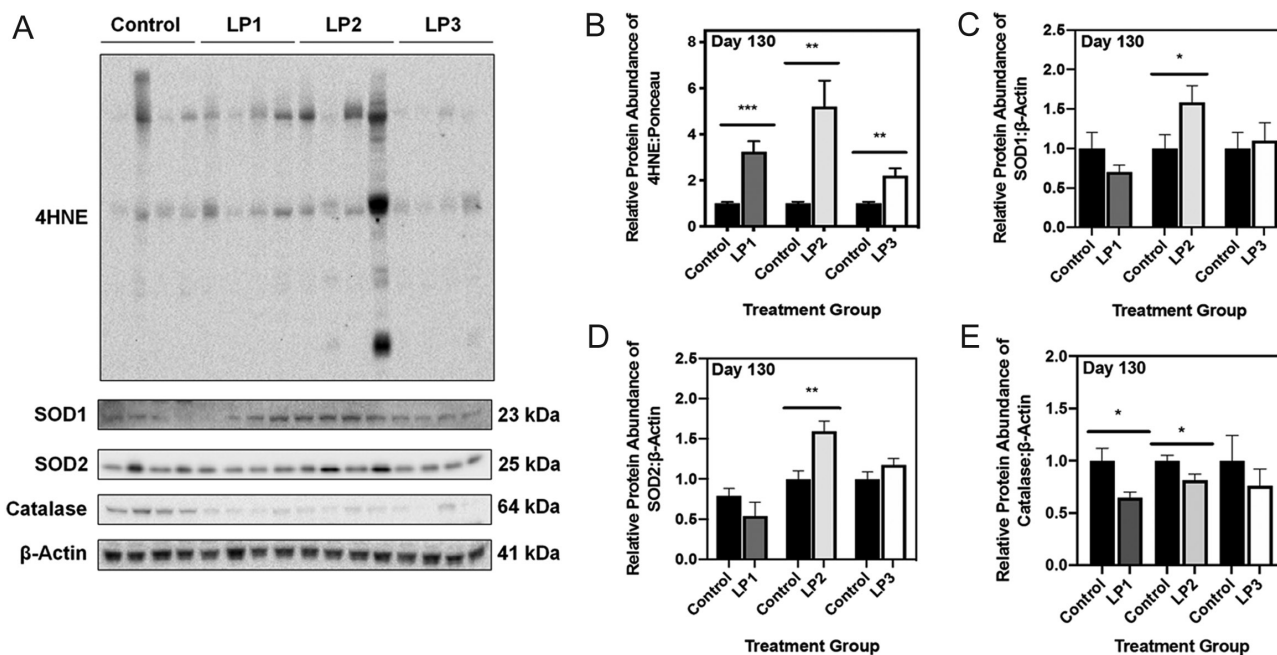 A
Control LP1 LP2 LP3
4HNE
SOD1 23 kDa
SOD2 25 kDa
Catalase 64 kDa
β-Actin 41 kDa
B
Relative Protein Abundance of
4HNE:Ponceau
Day 130
8
6
4
2
0
***
**
**
Control LP1 Control LP2 Control LP3
Treatment Group
C
Relative Protein Abundance of
SOD1:β-Actin
Day 130
2.5
2.0
1.5
1.0
0.5
0.0
*
Control LP1 Control LP2 Control LP3
Treatment Group
D
Relative Protein Abundance of
SOD2:β-Actin
Day 130
2.5
2.0
1.5
1.0
0.5
0.0
**
Control LP1 Control LP2 Control LP3
Treatment Group
E
Relative Protein Abundance of
Catalase:β-Actin
Day 130
2.0
1.5
1.0
0.5
0.0
*
*
Control LP1 Control LP2 Control LP3
Treatment Group